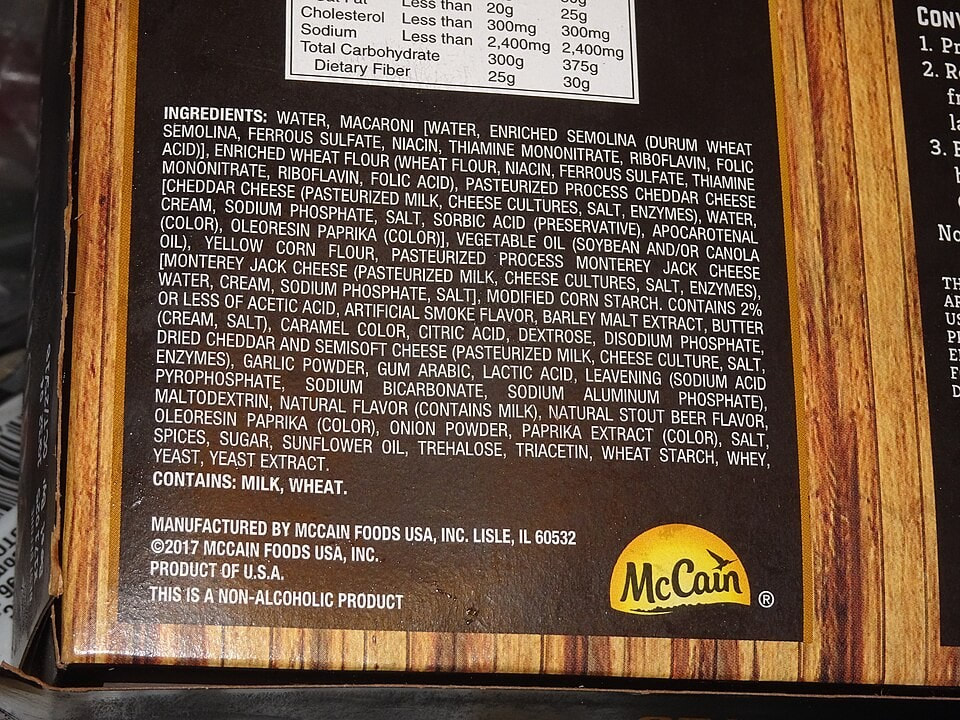 Less than 20g 25g
Cholesterol Less than 300mg 300mg
Sodium Less than 2,400mg 2,400mg
Total Carbohydrate 300g 375g
Dietary Fiber 25g 30g
INGREDIENTS: WATER, MACARONI [WATER, ENRICHED SEMOLINA (DURUM WHEAT
SEMOLINA, FERROUS SULFATE, NIACIN, THIAMINE MONONITRATE, RIBOFLAVIN, FOLIC
ACID)], ENRICHED WHEAT FLOUR (WHEAT FLOUR, NIACIN, FERROUS SULFATE, THIAMINE
MONONITRATE, RIBOFLAVIN, FOLIC ACID), PASTEURIZED PROCESS CHEDDAR CHEESE
[CHEDDAR CHEESE (PASTEURIZED MILK, CHEESE CULTURES, SALT, ENZYMES), WATER,
CREAM, SODIUM PHOSPHATE, SALT, SORBIC ACID (PRESERVATIVE), APOCAROTENAL
(COLOR), OLEORESIN PAPRIKA (COLOR)], VEGETABLE OIL (SOYBEAN AND/OR CANOLA
OIL), YELLOW CORN FLOUR, PASTEURIZED PROCESS MONTEREY JACK CHEESE
[MONTEREY JACK CHEESE (PASTEURIZED MILK, CHEESE CULTURES, SALT, ENZYMES),
WATER, CREAM, SODIUM PHOSPHATE, SALT], MODIFIED CORN STARCH. CONTAINS 2%
OR LESS OF ACETIC ACID, ARTIFICIAL SMOKE FLAVOR, BARLEY MALT EXTRACT, BUTTER
(CREAM, SALT), CARAMEL COLOR, CITRIC ACID, DEXTROSE, DISODIUM PHOSPHATE,
DRIED CHEDDAR AND SEMISOFT CHEESE (PASTEURIZED MILK, CHEESE CULTURE, SALT,
ENZYMES), GARLIC POWDER, GUM ARABIC, LACTIC ACID, LEAVENING (SODIUM ACID
PYROPHOSPHATE, SODIUM BICARBONATE, SODIUM ALUMINUM PHOSPHATE),
MALTODEXTRIN, NATURAL FLAVOR (CONTAINS MILK), NATURAL STOUT BEER FLAVOR,
OLEORESIN PAPRIKA (COLOR), ONION POWDER, PAPRIKA EXTRACT (COLOR), SALT,
SPICES, SUGAR, SUNFLOWER OIL, TREHALOSE, TRIACETIN, WHEAT STARCH, WHEY,
YEAST, YEAST EXTRACT.
CONTAINS: MILK, WHEAT.
MANUFACTURED BY MCCAIN FOODS USA, INC. LISLE, IL 60532
©2017 MCCAIN FOODS USA, INC.
PRODUCT OF U.S.A.
THIS IS A NON-ALCOHOLIC PRODUCT
McCain ®
1.
2.
3.